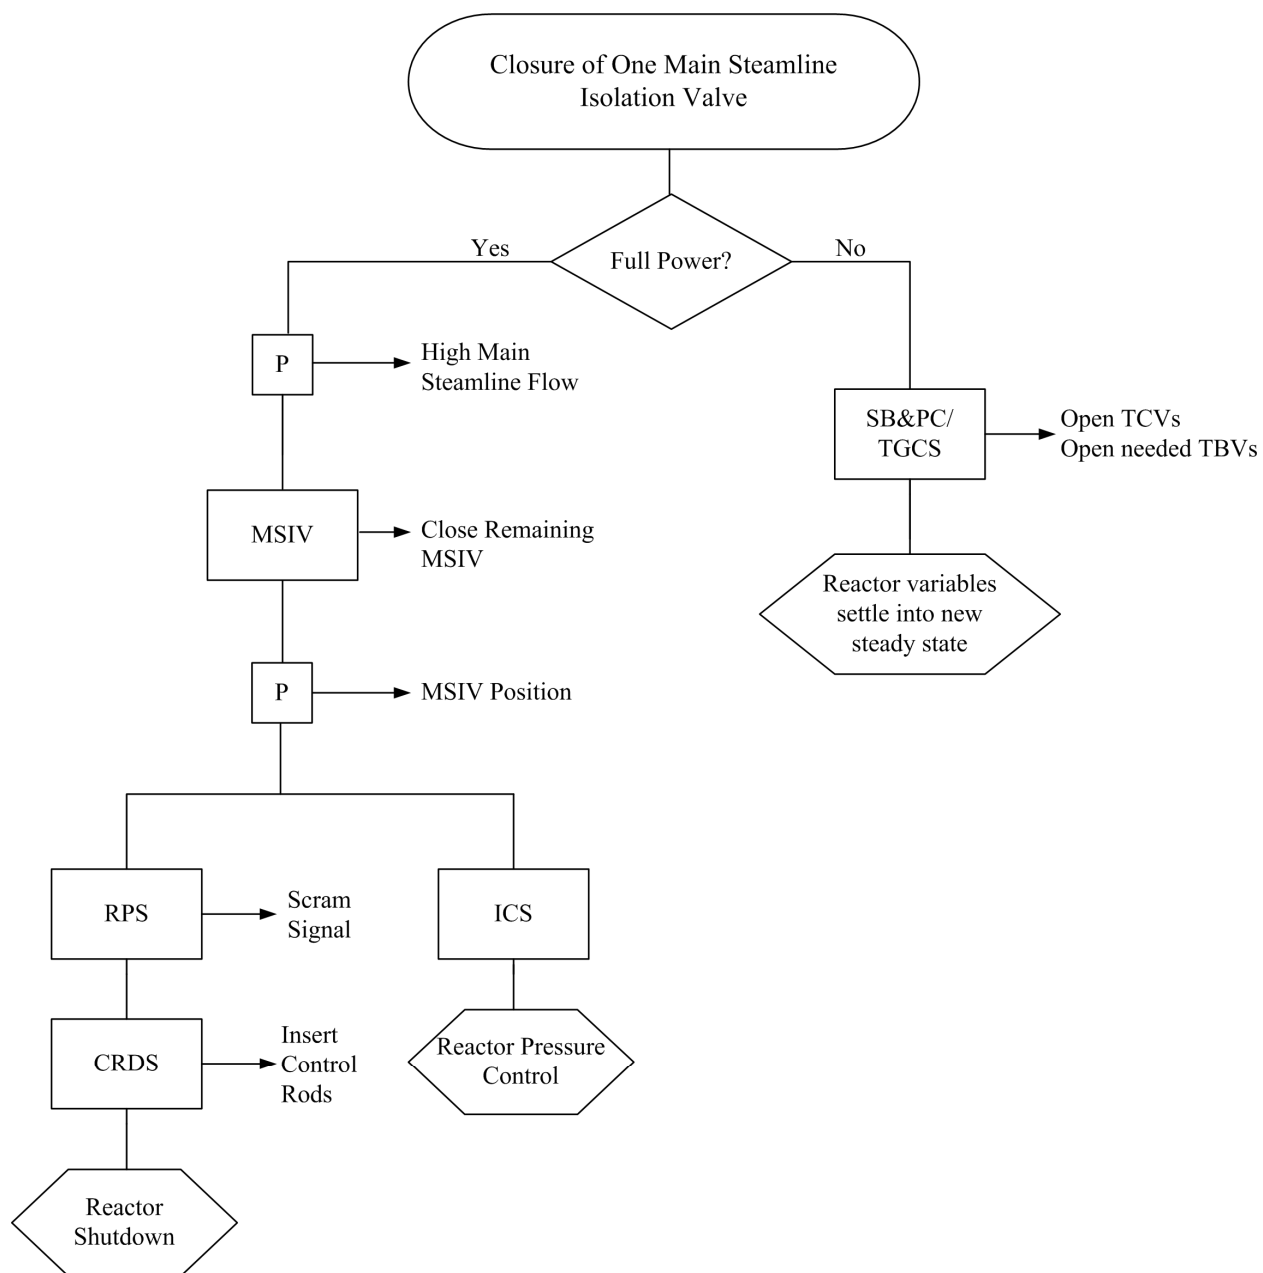 Closure of One Main Steamline
Isolation Valve
Full Power?
Yes
No
P
High Main
Steamline Flow
SB&PC/
TGCS
Open TCVs
Open needed TBVs
MSIV
Close Remaining
MSIV
Reactor variables
settle into new
steady state
P
MSIV Position
RPS
Scram
Signal
ICS
CRDS
Insert
Control
Rods
Reactor Pressure
Control
Reactor
Shutdown